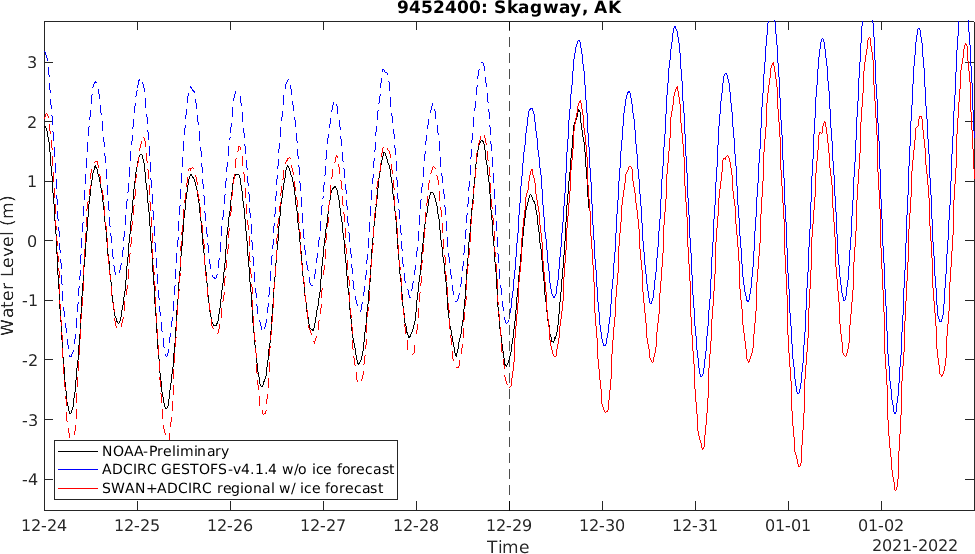 9452400: Skagway, AK
Water Level (m)
3
2
1
0
-1
-2
-3
-4
NOAA-Preliminary
ADCIRC GESTOFS-v4.1.4 w/o ice forecast
SWAN+ADCIRC regional w/ ice forecast
12-24 12-25 12-26 12-27 12-28 12-29 12-30 12-31 01-01 01-02
Time
2021-2022